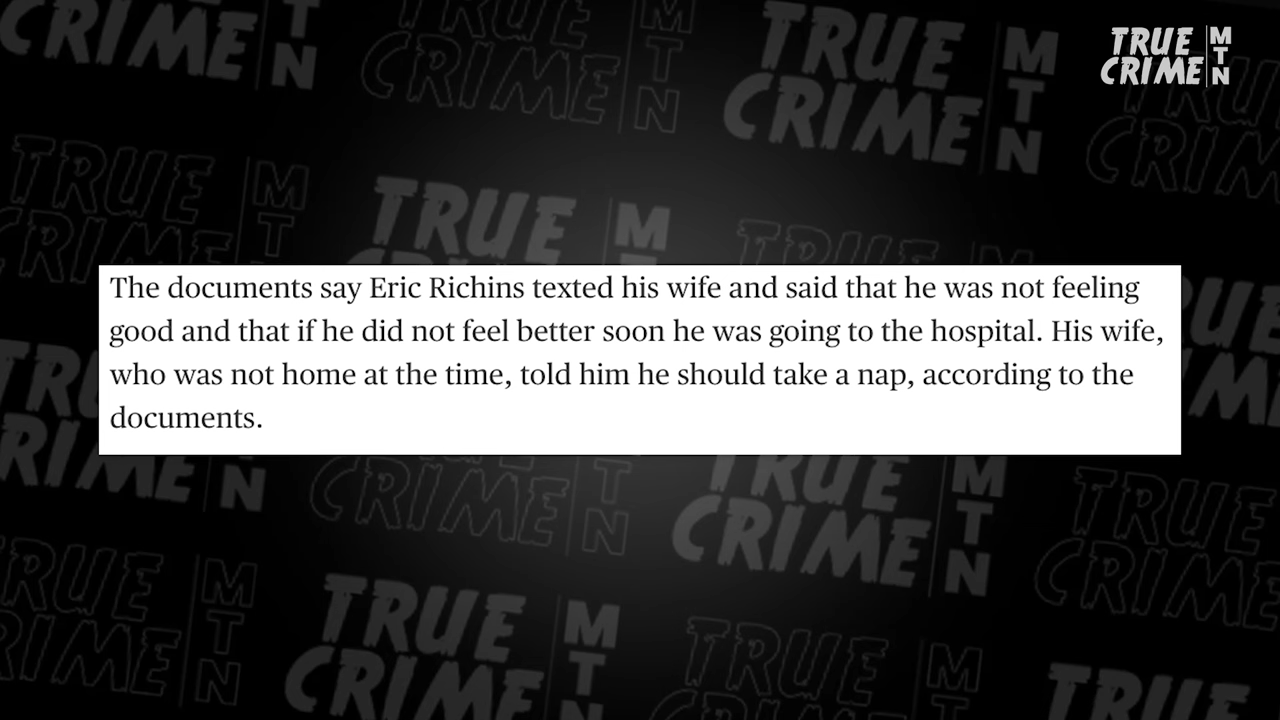 TRUE
CRIME
MTN
The documents say Eric Richins texted his wife and said that he was not feeling
good and that if he did not feel better soon he was going to the hospital. His wife,
who was not home at the time, told him he should take a nap, according to the
documents.